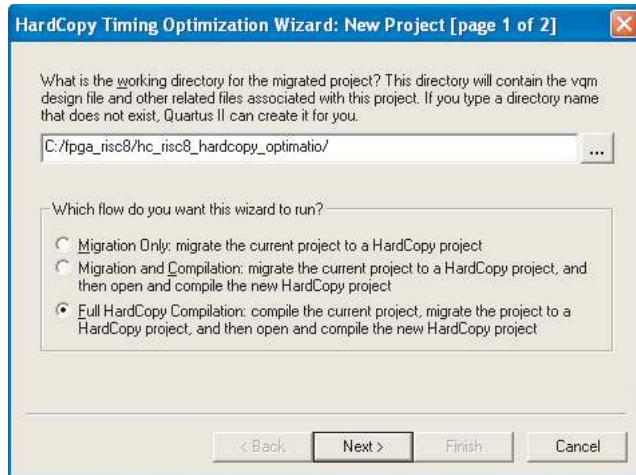 HardCopy Timing Optimization Wizard: New Project [page 1 of 2]
What is the working directory for the migrated project? This directory will contain the vqm
design file and other related files associated with this project. If you type a directory name
that does not exist, Quartus II can create it for you.
C:/fpga_risc8/hc_risc8_hardcopy_optimatio/
...
Which flow do you want this wizard to run?
Migration Only: migrate the current project to a HardCopy project
Migration and Compilation: migrate the current project to a HardCopy project, and
then open and compile the new HardCopy project
Full HardCopy Compilation: compile the current project, migrate the project to a
HardCopy project, and then open and compile the new HardCopy project
< Back
Next >
Finish
Cancel